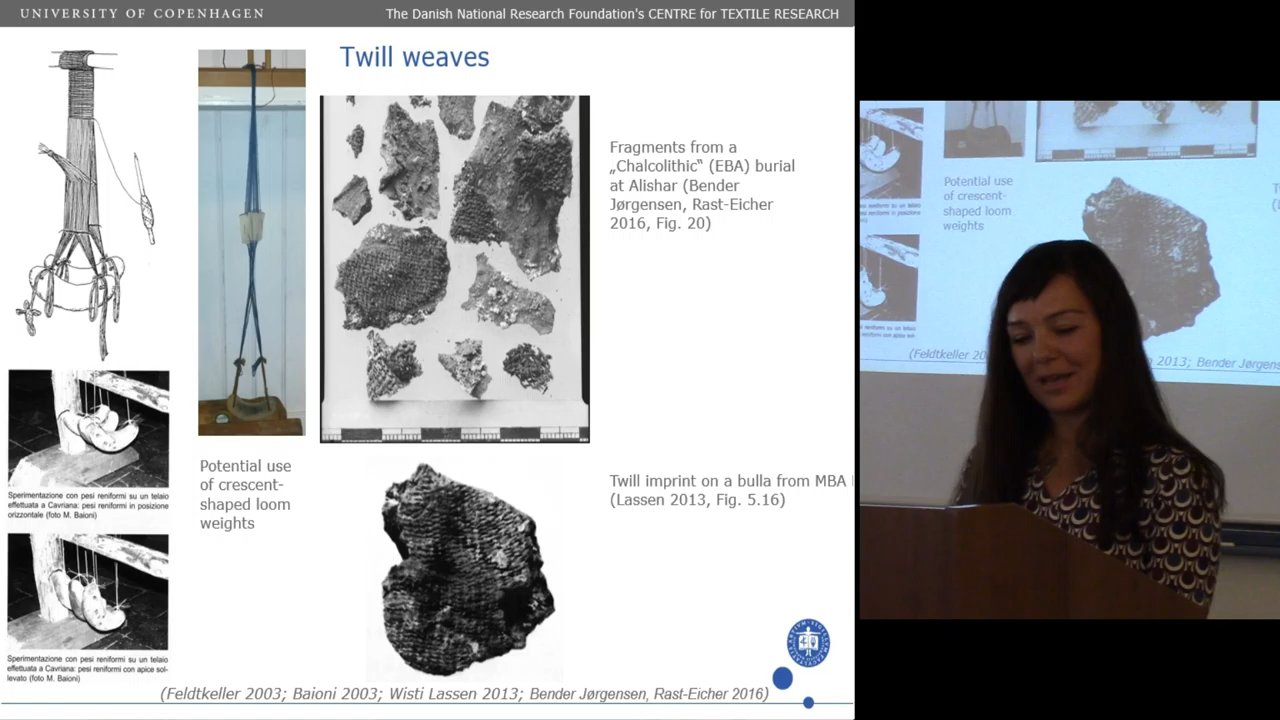 UNIVERSITY OF COPENHAGEN
The Danish National Research Foundation's CENTRE for TEXTILE RESEARCH
Twill weaves
Fragments from a
„Chalcolithic“ (EBA) burial
at Alishar (Bender
Jørgensen, Rast-Eicher
2016, Fig. 20)
Potential use
of crescent-
shaped loom
weights
Twill imprint on a bulla from MBA
(Lassen 2013, Fig. 5.16)
Sperimentazione con pesi reniformi su un telaio
effettuata a Cavriana: pesi reniformi in posizione
orizzontale (foto M. Baioni)
Sperimentazione con pesi reniformi su un telaio
effettuata a Cavriana: pesi reniformi con apice sol-
levato (foto M. Baioni)
(Feldtkeller 2003; Baioni 2003; Wisti Lassen 2013; Bender Jørgensen, Rast-Eicher 2016)
Potential use
of crescent-
shaped loom
weights
(Feldtkeller 20
2013; Bender Jørgens